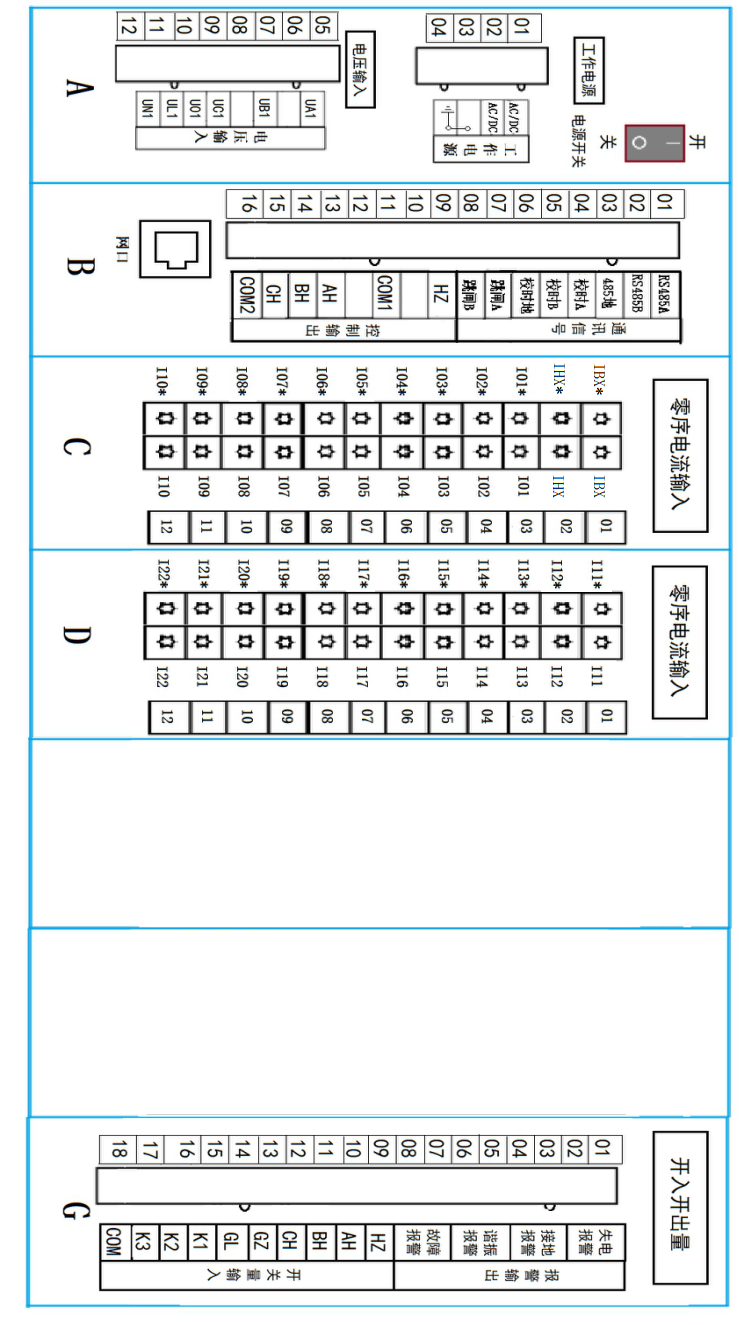 开
关
电源开关
工作电源
01 AC/DC
02 AC/DC
03
04
工作电源
电压输入
05 UA1
06
07 UB1
08
09 UC1
10 U01
11 UL1
12 UN1
电压输入
A
01 RS485A
02 RS485B
03 485地
04 校时A
05 校时B
06 校时地
07 跳闸A
08 跳闸B
通讯信号
09 HZ
10
11 COM1
12
13 AH
14 BH
15 CH
16 COM2
控制输出
网口
B
零序电流输入
IBX* IBX 01
IHX* IHX 02
I01* I01 03
I02* I02 04
I03* I03 05
I04* I04 06
I05* I05 07
I06* I06 08
I07* I07 09
I08* I08 10
I09* I09 11
I10* I10 12
C
零序电流输入
I11* I11 01
I12* I12 02
I13* I13 03
I14* I14 04
I15* I15 05
I16* I16 06
I17* I17 07
I18* I18 08
I19* I19 09
I20* I20 10
I21* I21 11
I22* I22 12
D
开入开出量
01
02
失电
报警
03
04
接地
报警
05
06
谐振
报警
07
08
故障
报警
报警输出
09 HZ
10 AH
11 BH
12 CH
13 GZ
14 GL
15 K1
16 K2
17 K3
18 COM
开关量输入
G